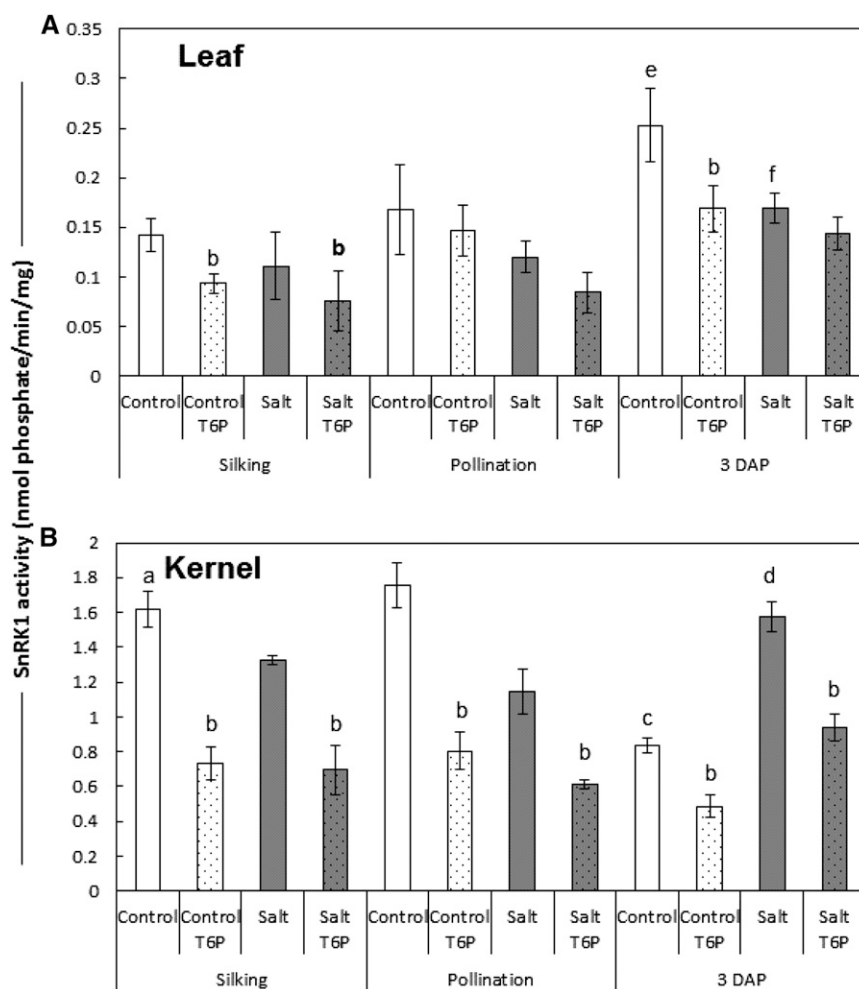 A
Leaf
0.35
0.3
0.25
0.2
0.15
0.1
0.05
0
e
b
f
b
b
Control
Control T6P
Salt
Salt T6P
Control
Control T6P
Salt
Salt T6P
Control
Control T6P
Salt
Salt T6P
Silking
Pollination
3 DAP
SnRK1 activity (nmol phosphate/min/mg)
B
Kernel
2
1.8
1.6
1.4
1.2
1
0.8
0.6
0.4
0.2
0
a
b
b
b
b
c
b
d
b
Control
Control T6P
Salt
Salt T6P
Control
Control T6P
Salt
Salt T6P
Control
Control T6P
Salt
Salt T6P
Silking
Pollination
3 DAP